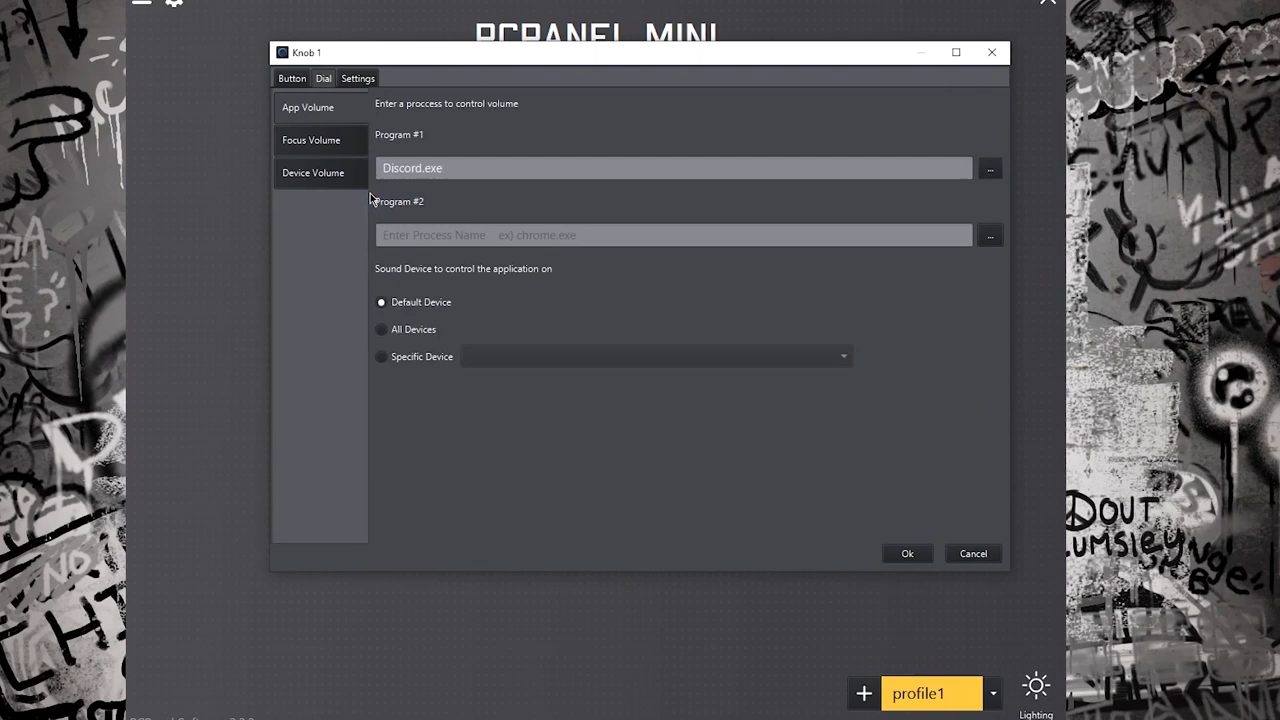 PCPANEL MINI
Knob 1
Button Dial Settings
App Volume
Focus Volume
Device Volume
Enter a proccess to control volume
Program #1
Discord.exe
...
Program #2
Enter Process Name ex) chrome.exe
...
Sound Device to control the application on
Default Device
All Devices
Specific Device
Ok Cancel
profile1
Lighting
NO
OUT